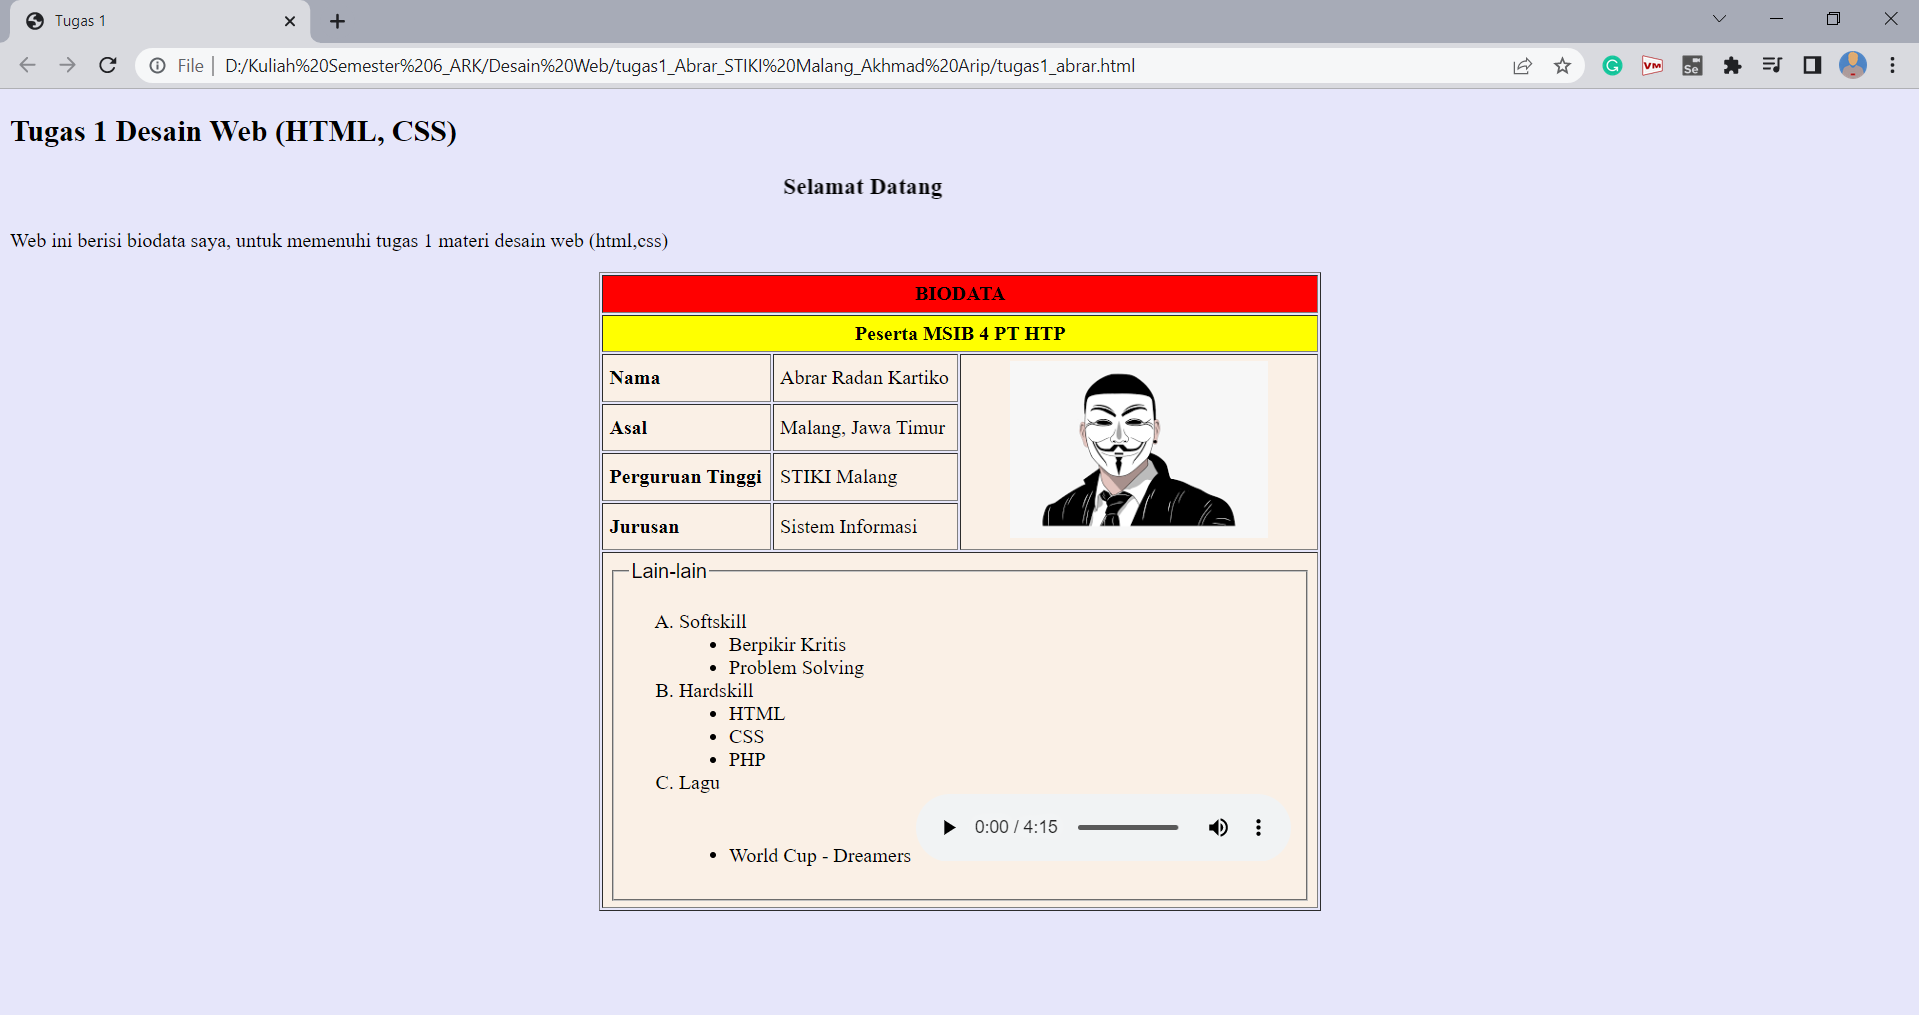 Tugas 1
File
D:/Kuliah%20Semester%206_ARK/Desain%20Web/tugas1_Abrar_STIKI%20Malang_Akhmad%20Arip/tugas1_abrar.html
G
VM
Se
Tugas 1 Desain Web (HTML, CSS)
Selamat Datang
Web ini berisi biodata saya, untuk memenuhi tugas 1 materi desain web (html,css)
BIODATA
Peserta MSIB 4 PT HTP
Nama Abrar Radan Kartiko
Asal Malang, Jawa Timur
Perguruan Tinggi STIKI Malang
Jurusan Sistem Informasi
Lain-lain
A. Softskill
• Berpikir Kritis
• Problem Solving
B. Hardskill
• HTML
• CSS
• PHP
C. Lagu
0:00 / 4:15
• World Cup - Dreamers